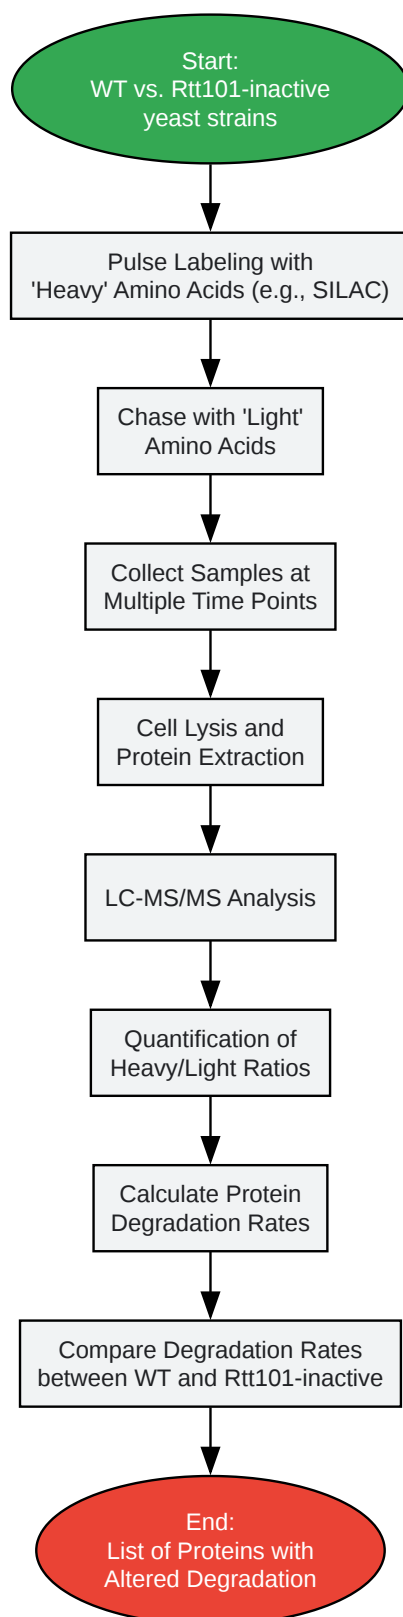 Start:
WT vs. Rtt101-inactive
yeast strains
Pulse Labeling with
'Heavy' Amino Acids (e.g., SILAC)
Chase with 'Light'
Amino Acids
Collect Samples at
Multiple Time Points
Cell Lysis and
Protein Extraction
LC-MS/MS Analysis
Quantification of
Heavy/Light Ratios
Calculate Protein
Degradation Rates
Compare Degradation Rates
between WT and Rtt101-inactive
End:
List of Proteins with
Altered Degradation